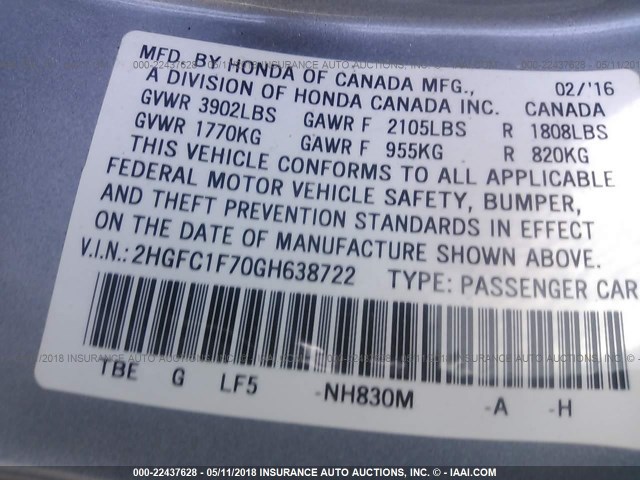 MFD. BY HONDA OF CANADA MFG., 02/'16
A DIVISION OF HONDA CANADA INC. CANADA
GVWR 3902LBS GAWR F 2105LBS R 1808LBS
GVWR 1770KG GAWR F 955KG R 820KG
THIS VEHICLE CONFORMS TO ALL APPLICABLE
FEDERAL MOTOR VEHICLE SAFETY, BUMPER,
AND THEFT PREVENTION STANDARDS IN EFFECT
ON THE DATE OF MANUFACTURE SHOWN ABOVE.
V.I.N.: 2HGFC1F70GH638722 TYPE: PASSENGER CAR
TBE G LF5 -NH830M -A -H
000-22437628 - 05/11/2018 INSURANCE AUTO AUCTIONS, INC. - © IAAI.COM